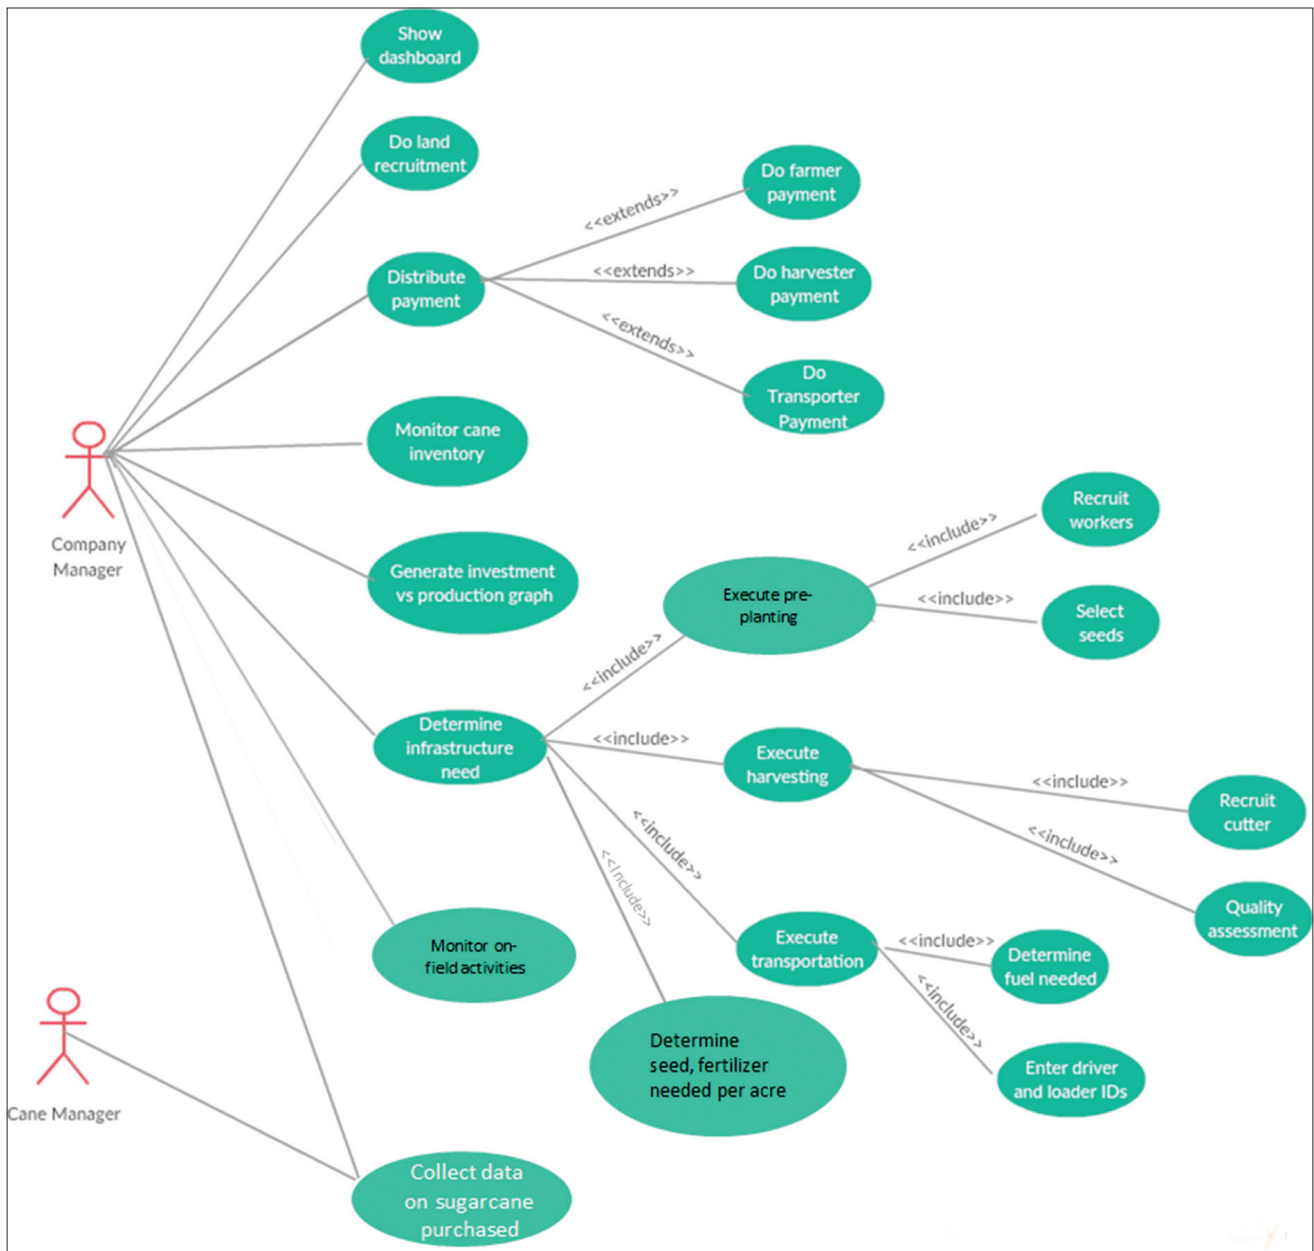 Show
dashboard
Do land
recruitment
Do farmer
payment
<<extends>>
Distribute
payment
<<extends>>
Do harvester
payment
<<extends>>
Do
Transporter
Payment
Monitor cane
inventory
Company
Manager
Generate investment
vs production graph
Recruit
workers
<<include>>
Execute pre-
planting
<<include>>
Select
seeds
<<include>>
Determine
infrastructure
need
<<include>>
Execute
harvesting
<<include>>
Recruit
cutter
<<include>>
Quality
assessment
<<include>>
<<Include>>
Execute
transportation
<<include>>
Determine
fuel needed
<<include>>
Enter driver
and loader IDs
Monitor on-
field activities
Determine
seed, fertilizer
needed per acre
Cane Manager
Collect data
on sugarcane
purchased